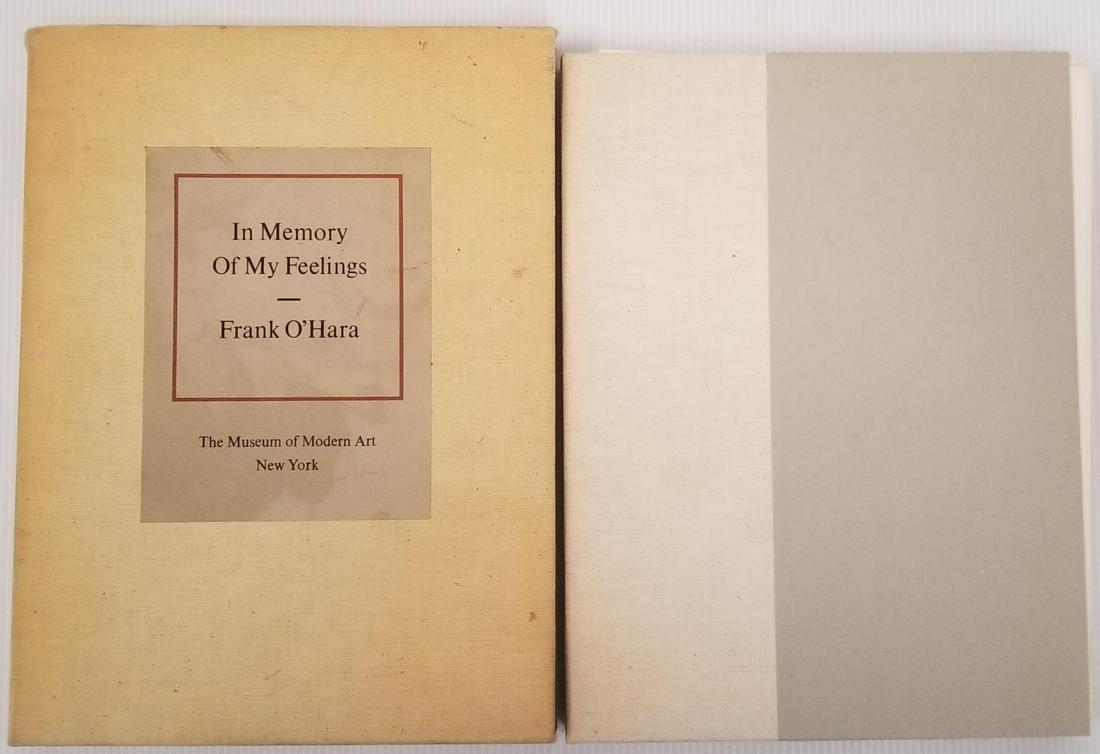 In Memory
Of My Feelings
—
Frank O'Hara
The Museum of Modern Art
New York